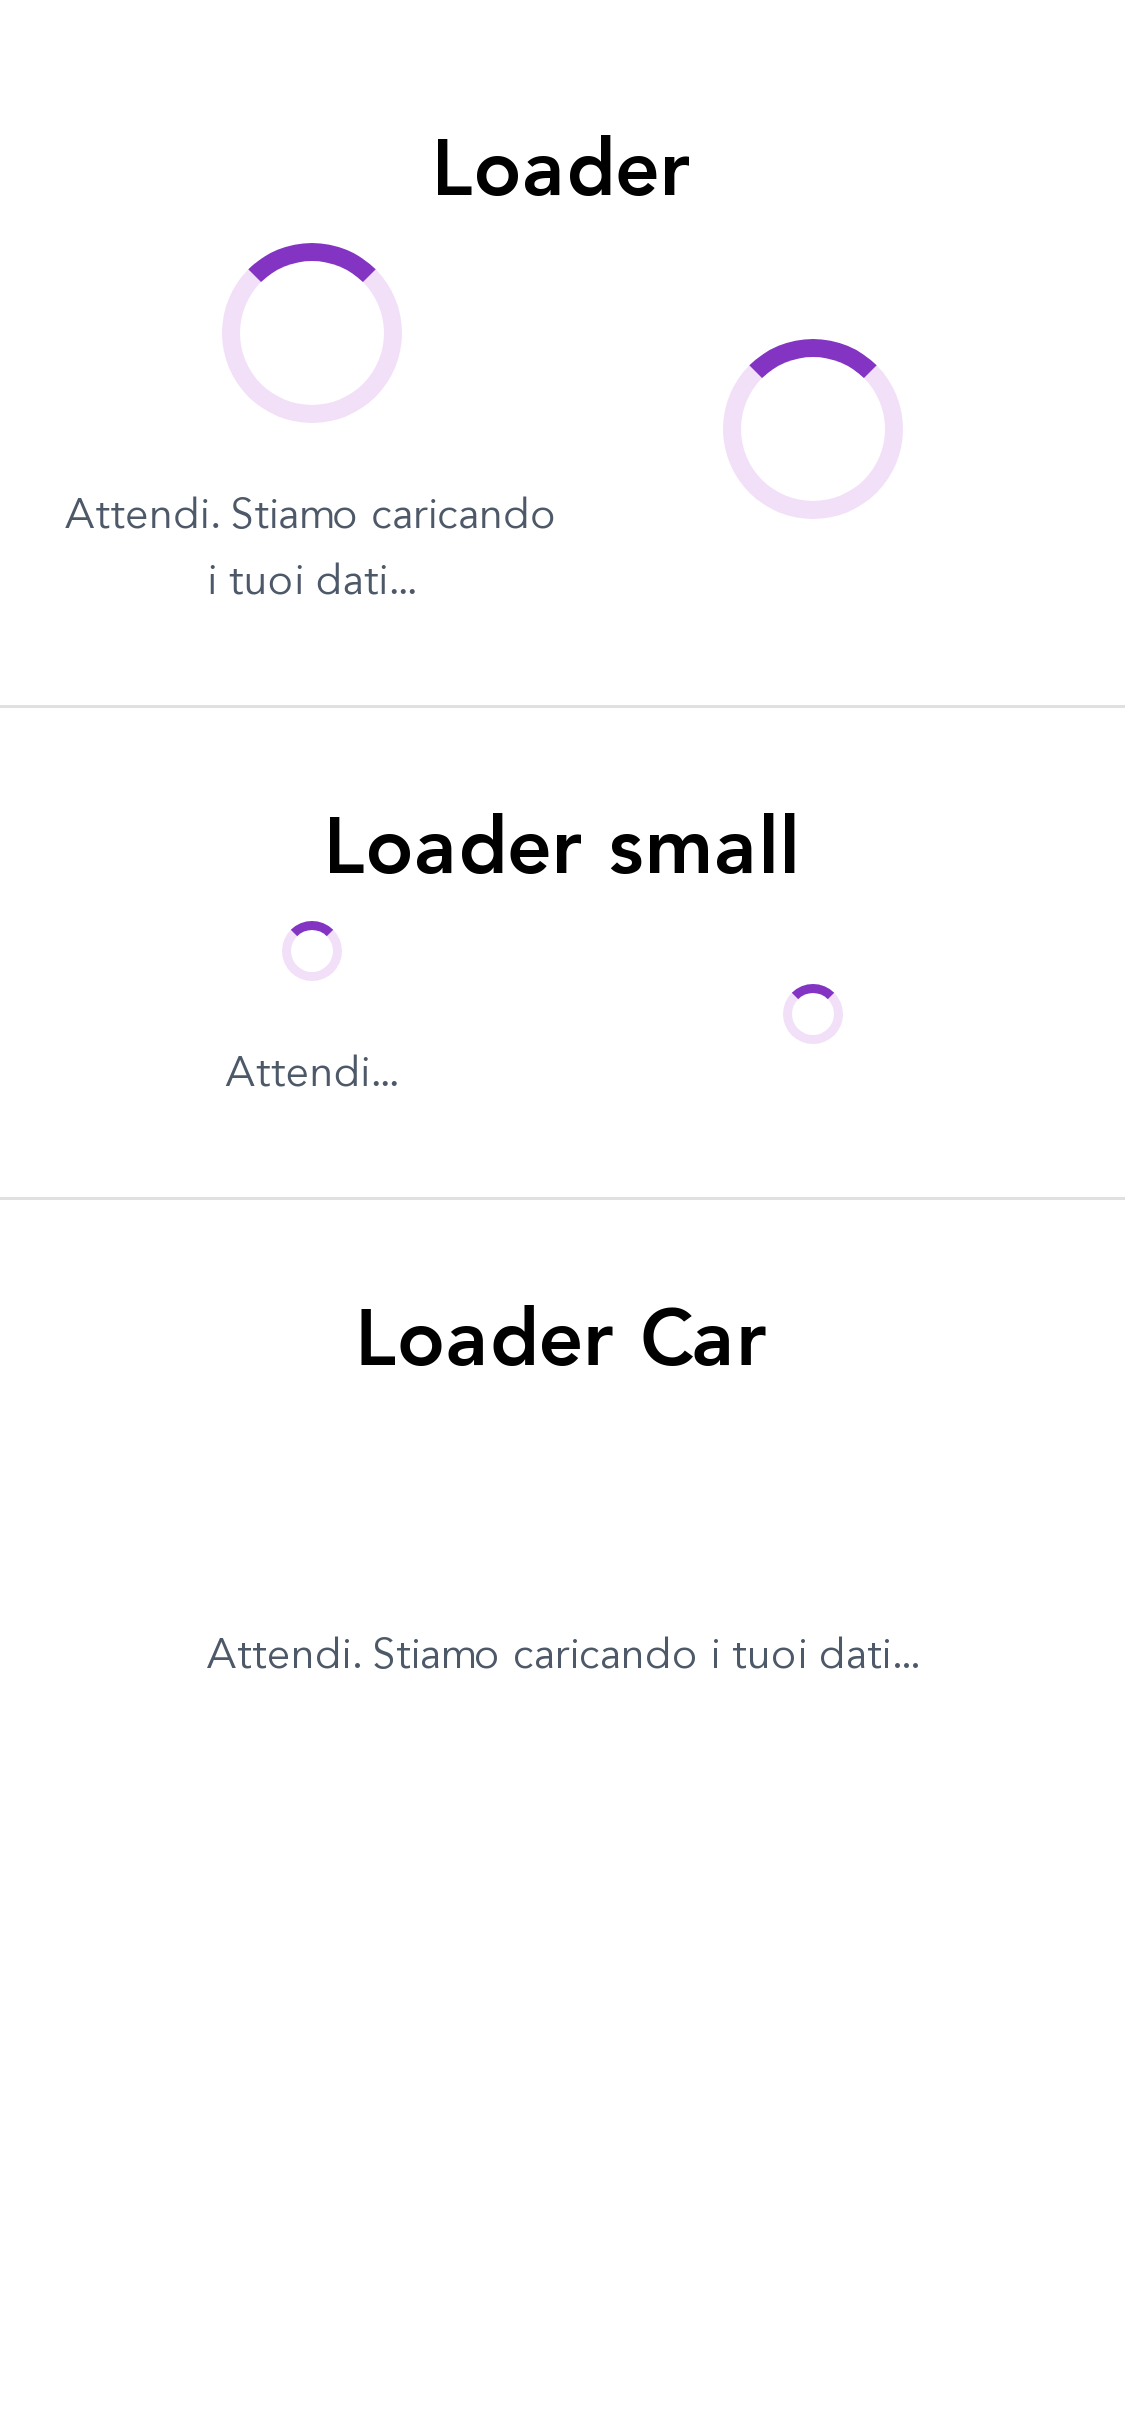 Loader
Attendi. Stiamo caricando
i tuoi dati...
Loader small
Attendi...
Loader Car
Attendi. Stiamo caricando i tuoi dati...